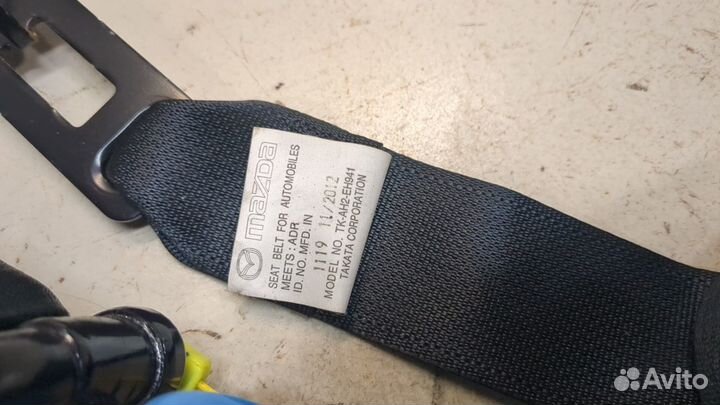 mazda
SEAT BELT FOR AUTOMOBILES
MEETS : ADR
ID. NO. MFD. IN
1119 11/2012
MODEL NO. TK-AH2-EH941
TAKATA CORPORATION
Avito